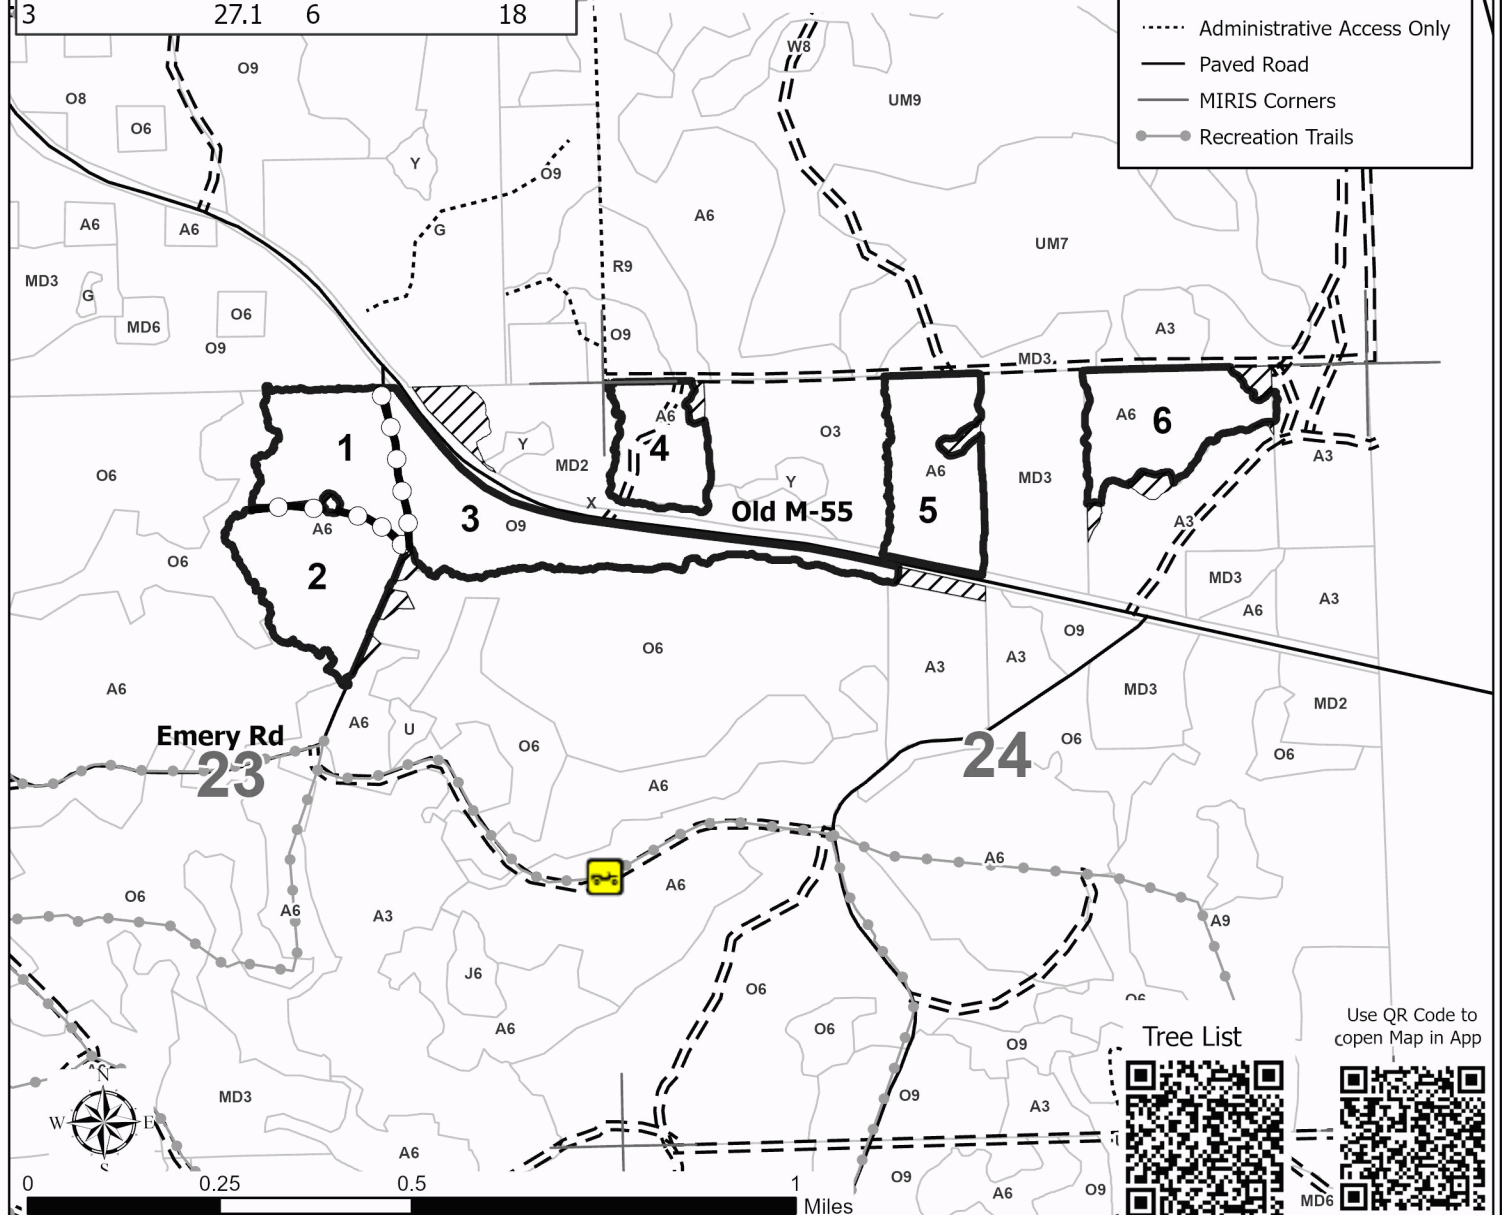 3 27.1 6 18
Administrative Access Only
Paved Road
MIRIS Corners
Recreation Trails
W8
O9
O8
UM9
O6
Y
O9
A6
A6
A6
G
UM7
R9
MD3
G
O6
MD6
A3
O9
O9
MD3
A6
A6
1
4
6
Y
O3
MD2
A3
O6
A6
MD3
Y
X
Old M-55
5
3
O9
A3
A6
O6
2
MD3
A3
A6
O9
O6
A3
A3
A6
MD3
MD2
A6
Emery Rd
U
O6
O6
O6
23
24
A6
A6
A6
O6
A6
A3
A9
J6
O6
O6
A6
O6
O9
Use QR Code to
open Map in App
Tree List
N
W E
S
MD3
O9
A3
A6
O9
A6
O9
MD6
0 0.25 0.5 1
Miles